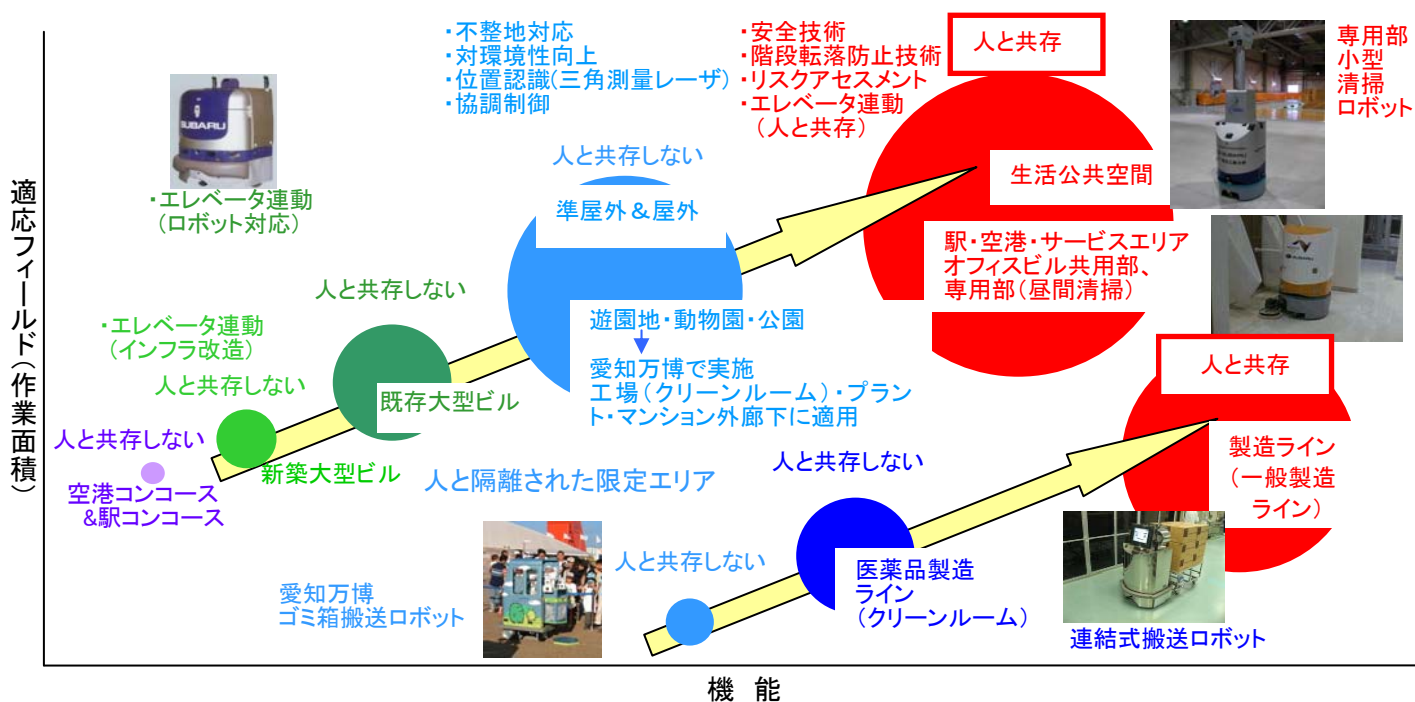 ・不整地対応
・対環境性向上
・位置認識(三角測量レーザ)
・協調制御
・安全技術
・階段転落防止技術
・リスクアセスメント
・エレベータ連動
(人と共存)
人と共存
専用部
小型
清掃
ロボット
SUBARU
・エレベータ連動
(ロボット対応)
人と共存しない
準屋外&屋外
生活公共空間
駅・空港・サービスエリア
オフィスビル共用部、
専用部(昼間清掃)
人と共存しない
遊園地・動物園・公園
愛知万博で実施
工場(クリーンルーム)・プラン
ト・マンション外廊下に適用
・エレベータ連動
(インフラ改造)
人と共存しない
既存大型ビル
人と共存
人と共存しない
新築大型ビル
空港コンコース
&駅コンコース
人と隔離された限定エリア
人と共存しない
製造ライン
(一般製造
ライン)
愛知万博
ゴミ箱搬送ロボット
人と共存しない
医薬品製造
ライン
(クリーンルーム)
連結式搬送ロボット
適応フィールド(作業面積)
機 能